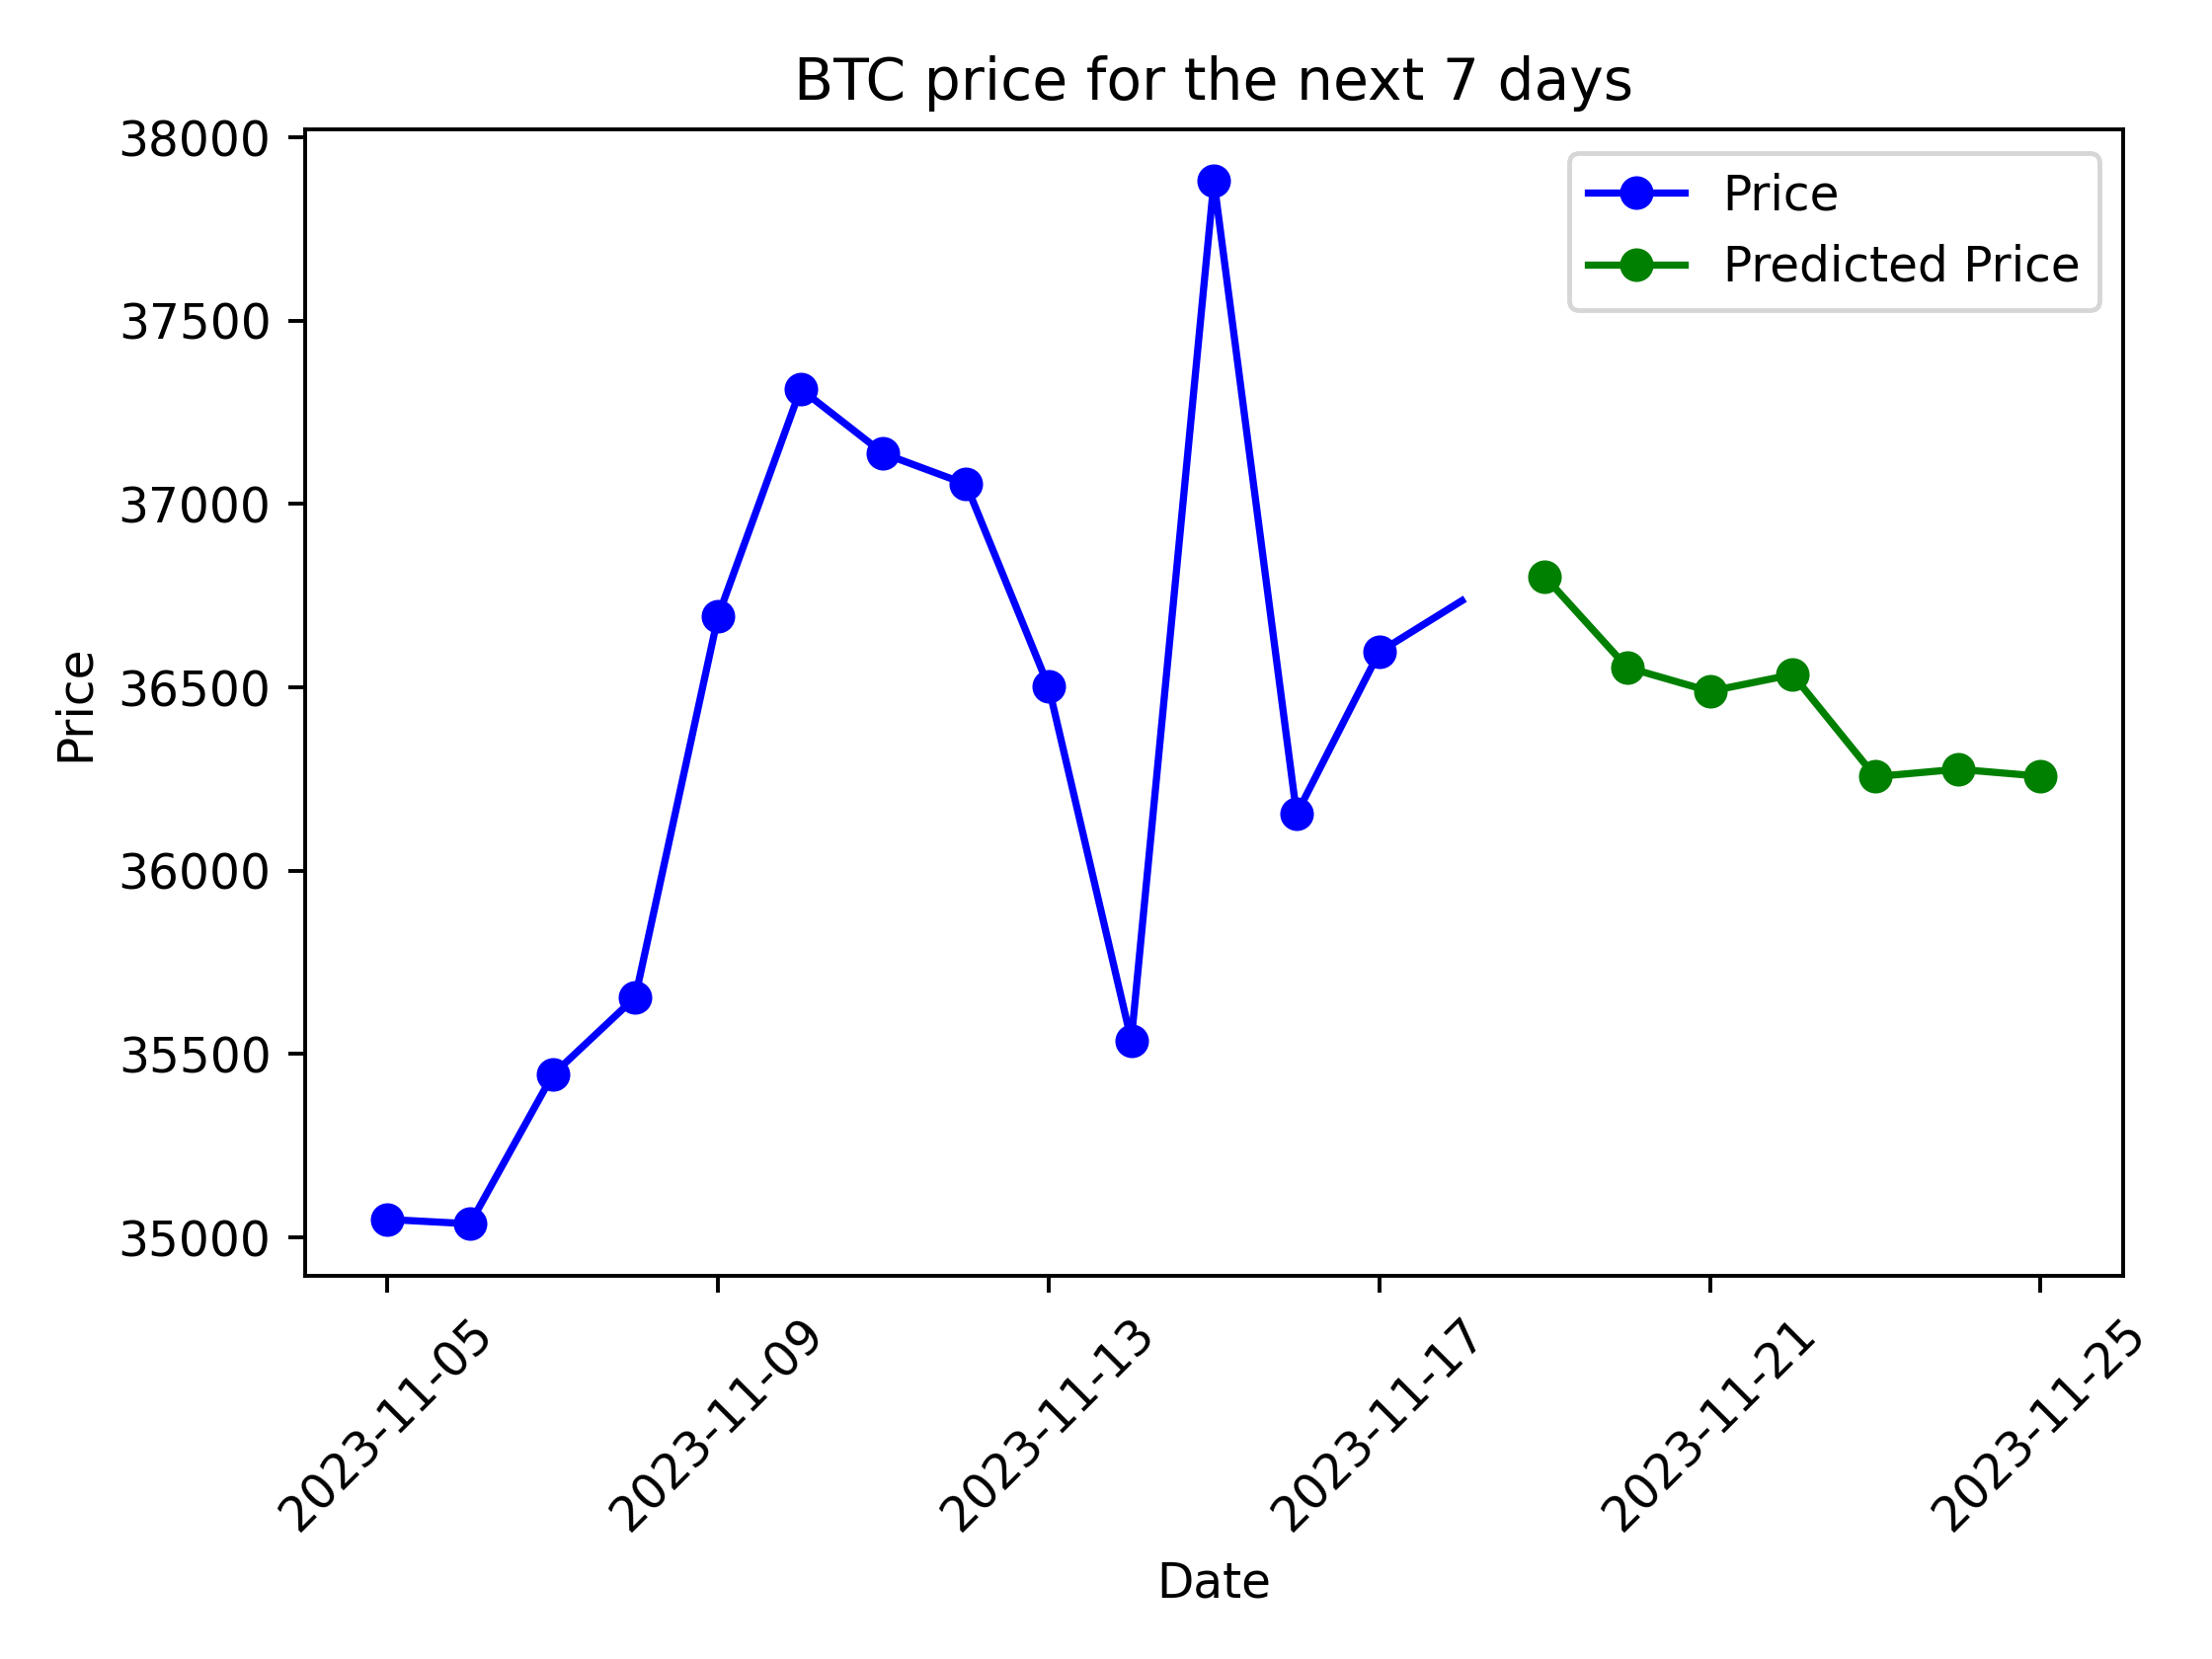 BTC price for the next 7 days
38000
37500
37000
36500
36000
35500
35000
Price
Price
Predicted Price
2023-11-05
2023-11-09
2023-11-13
2023-11-17
2023-11-21
2023-11-25
Date